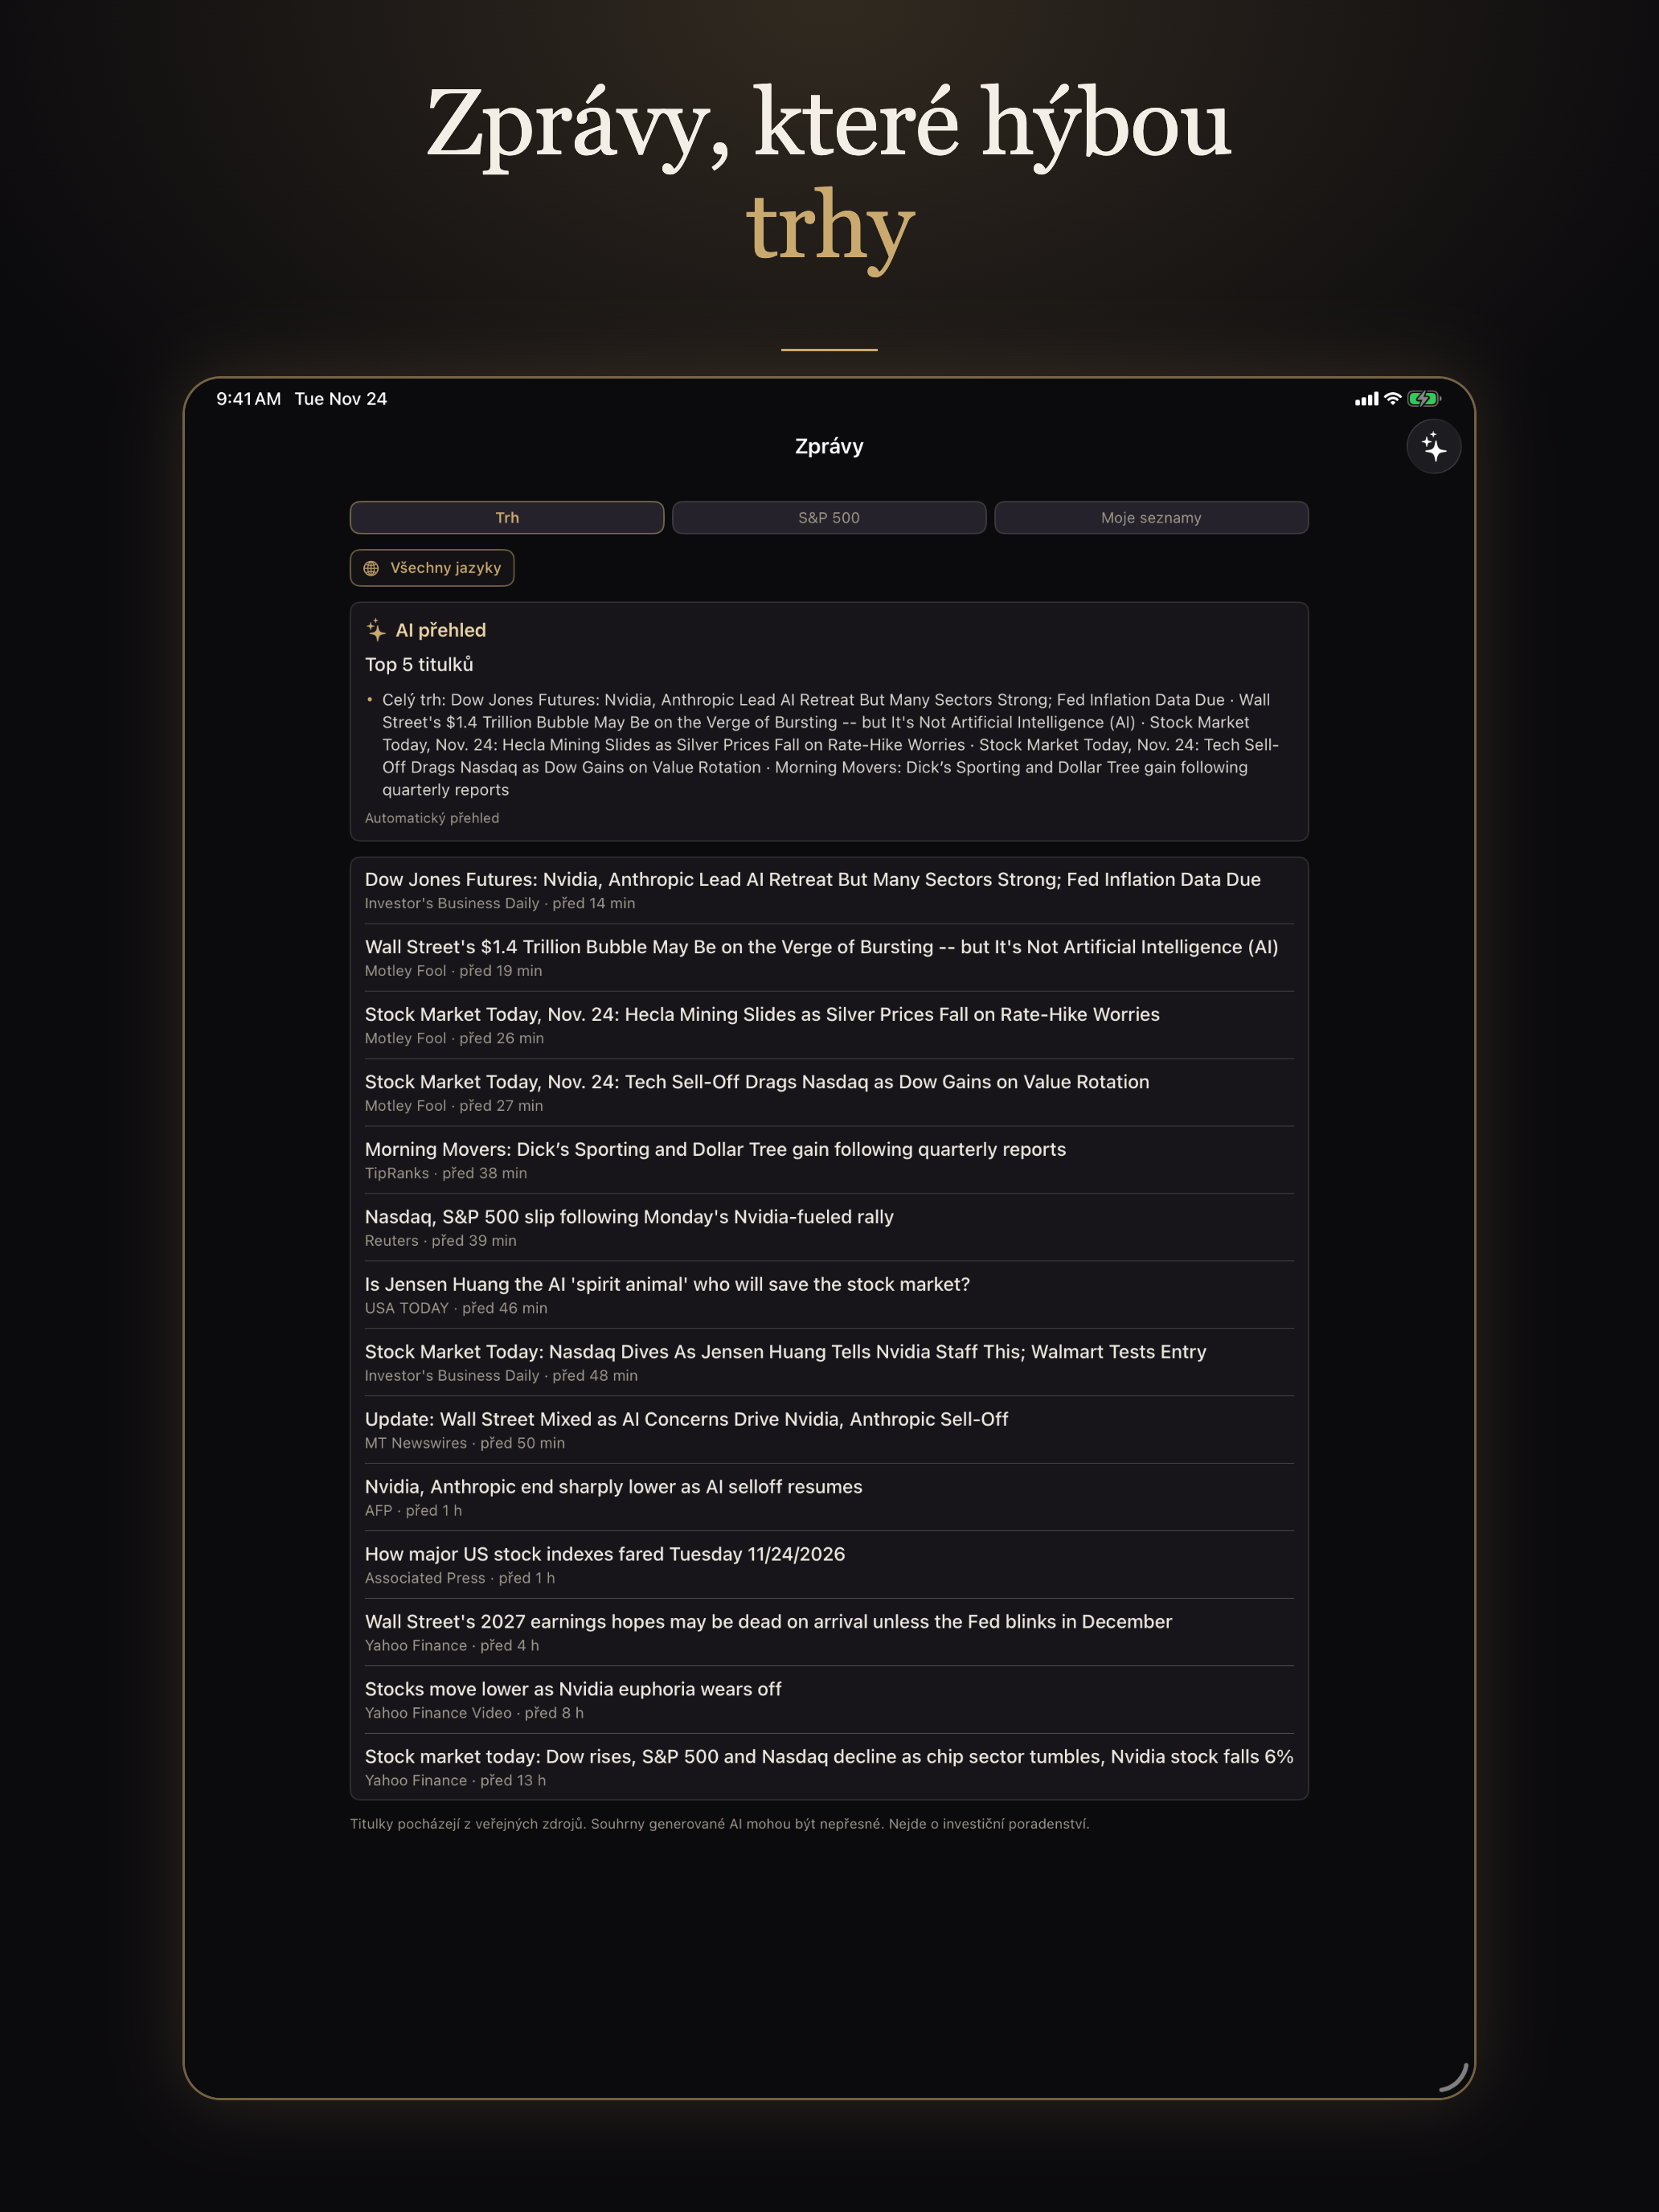 Zprávy, které hýbou
trhy
9:41 AM Tue Nov 24
Zprávy
Trh
S&P 500
Moje seznamy
Všechny jazyky
AI přehled
Top 5 titulků
• Celý trh: Dow Jones Futures: Nvidia, Anthropic Lead AI Retreat But Many Sectors Strong; Fed Inflation Data Due · Wall
Street's $1.4 Trillion Bubble May Be on the Verge of Bursting -- but It's Not Artificial Intelligence (AI) · Stock Market
Today, Nov. 24: Hecla Mining Slides as Silver Prices Fall on Rate-Hike Worries · Stock Market Today, Nov. 24: Tech Sell-
Off Drags Nasdaq as Dow Gains on Value Rotation · Morning Movers: Dick’s Sporting and Dollar Tree gain following
quarterly reports
Automatický přehled
Dow Jones Futures: Nvidia, Anthropic Lead AI Retreat But Many Sectors Strong; Fed Inflation Data Due
Investor's Business Daily · před 14 min
Wall Street's $1.4 Trillion Bubble May Be on the Verge of Bursting -- but It's Not Artificial Intelligence (AI)
Motley Fool · před 19 min
Stock Market Today, Nov. 24: Hecla Mining Slides as Silver Prices Fall on Rate-Hike Worries
Motley Fool · před 26 min
Stock Market Today, Nov. 24: Tech Sell-Off Drags Nasdaq as Dow Gains on Value Rotation
Motley Fool · před 27 min
Morning Movers: Dick’s Sporting and Dollar Tree gain following quarterly reports
TipRanks · před 38 min
Nasdaq, S&P 500 slip following Monday's Nvidia-fueled rally
Reuters · před 39 min
Is Jensen Huang the AI 'spirit animal' who will save the stock market?
USA TODAY · před 46 min
Stock Market Today: Nasdaq Dives As Jensen Huang Tells Nvidia Staff This; Walmart Tests Entry
Investor's Business Daily · před 48 min
Update: Wall Street Mixed as AI Concerns Drive Nvidia, Anthropic Sell-Off
MT Newswires · před 50 min
Nvidia, Anthropic end sharply lower as AI selloff resumes
AFP · před 1 h
How major US stock indexes fared Tuesday 11/24/2026
Associated Press · před 1 h
Wall Street's 2027 earnings hopes may be dead on arrival unless the Fed blinks in December
Yahoo Finance · před 4 h
Stocks move lower as Nvidia euphoria wears off
Yahoo Finance Video · před 8 h
Stock market today: Dow rises, S&P 500 and Nasdaq decline as chip sector tumbles, Nvidia stock falls 6%
Yahoo Finance · před 13 h
Titulky pocházejí z veřejných zdrojů. Souhrny generované AI mohou být nepřesné. Nejde o investiční poradenství.